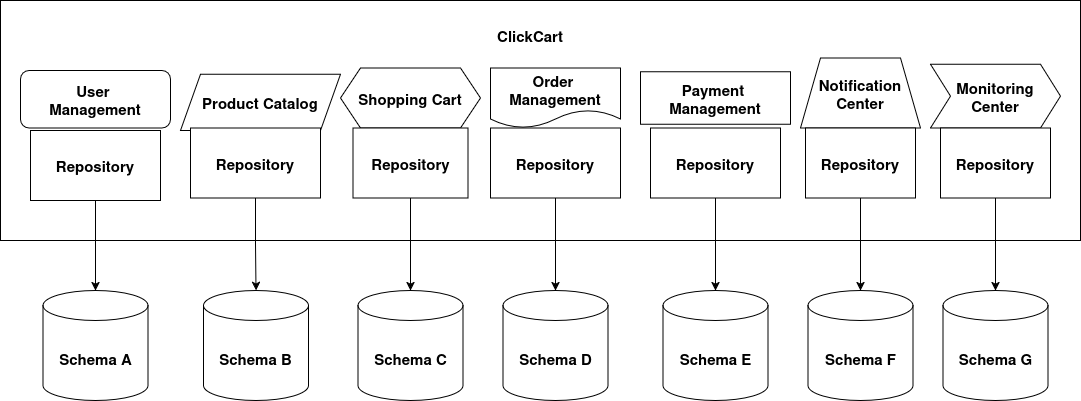 ClickCart
User
Management
Product Catalog
Shopping Cart
Order
Management
Payment
Management
Notification
Center
Monitoring
Center
Repository
Repository
Repository
Repository
Repository
Repository
Repository
Schema A
Schema B
Schema C
Schema D
Schema E
Schema F
Schema G